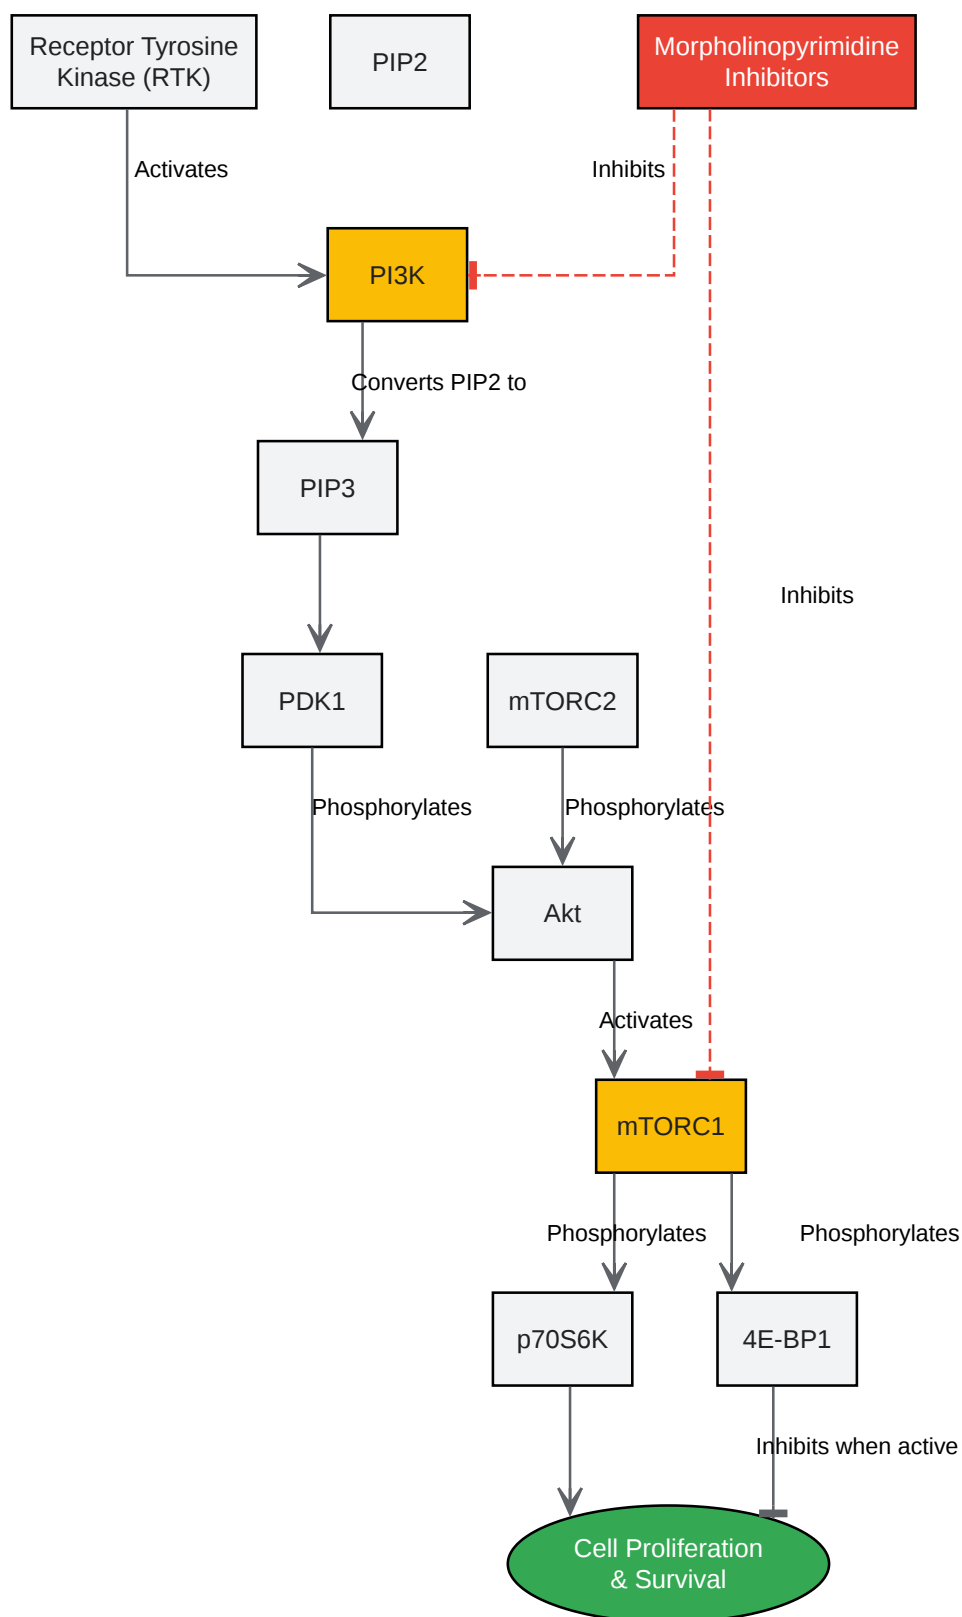 Receptor Tyrosine
Kinase (RTK)
PIP2
Morpholinopyrimidine
Inhibitors
Activates
Inhibits
PI3K
Converts PIP2 to
PIP3
Inhibits
PDK1
mTORC2
Phosphorylates
Phosphorylates
Akt
Activates
mTORC1
Phosphorylates
Phosphorylates
p70S6K
4E-BP1
Inhibits when active
Cell Proliferation
& Survival